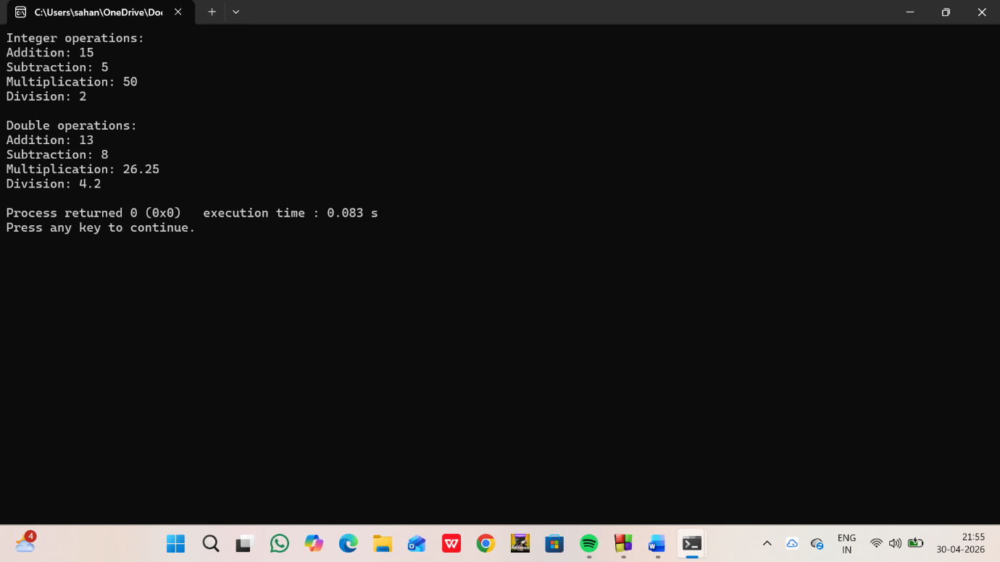 C:\Users\sahan\OneDrive\Doc
Integer operations:
Addition: 15
Subtraction: 5
Multiplication: 50
Division: 2
Double operations:
Addition: 13
Subtraction: 8
Multiplication: 26.25
Division: 4.2
Process returned 0 (0x0)   execution time : 0.083 s
Press any key to continue.
4
ENG
IN
21:55
30-04-2026